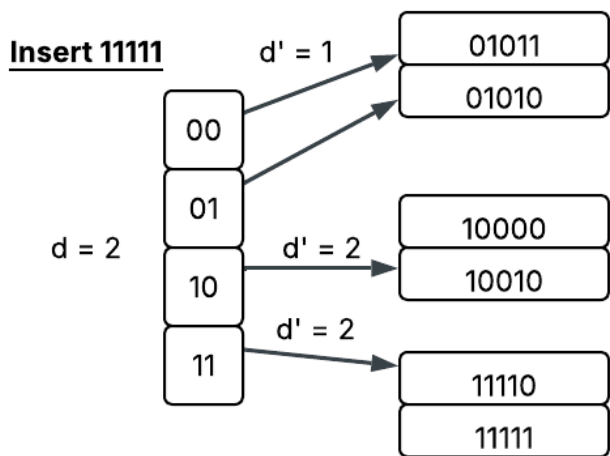 Insert 11111
d' = 1
01011
01010
00
01
d = 2
10
11
d' = 2
10000
10010
d' = 2
11110
11111